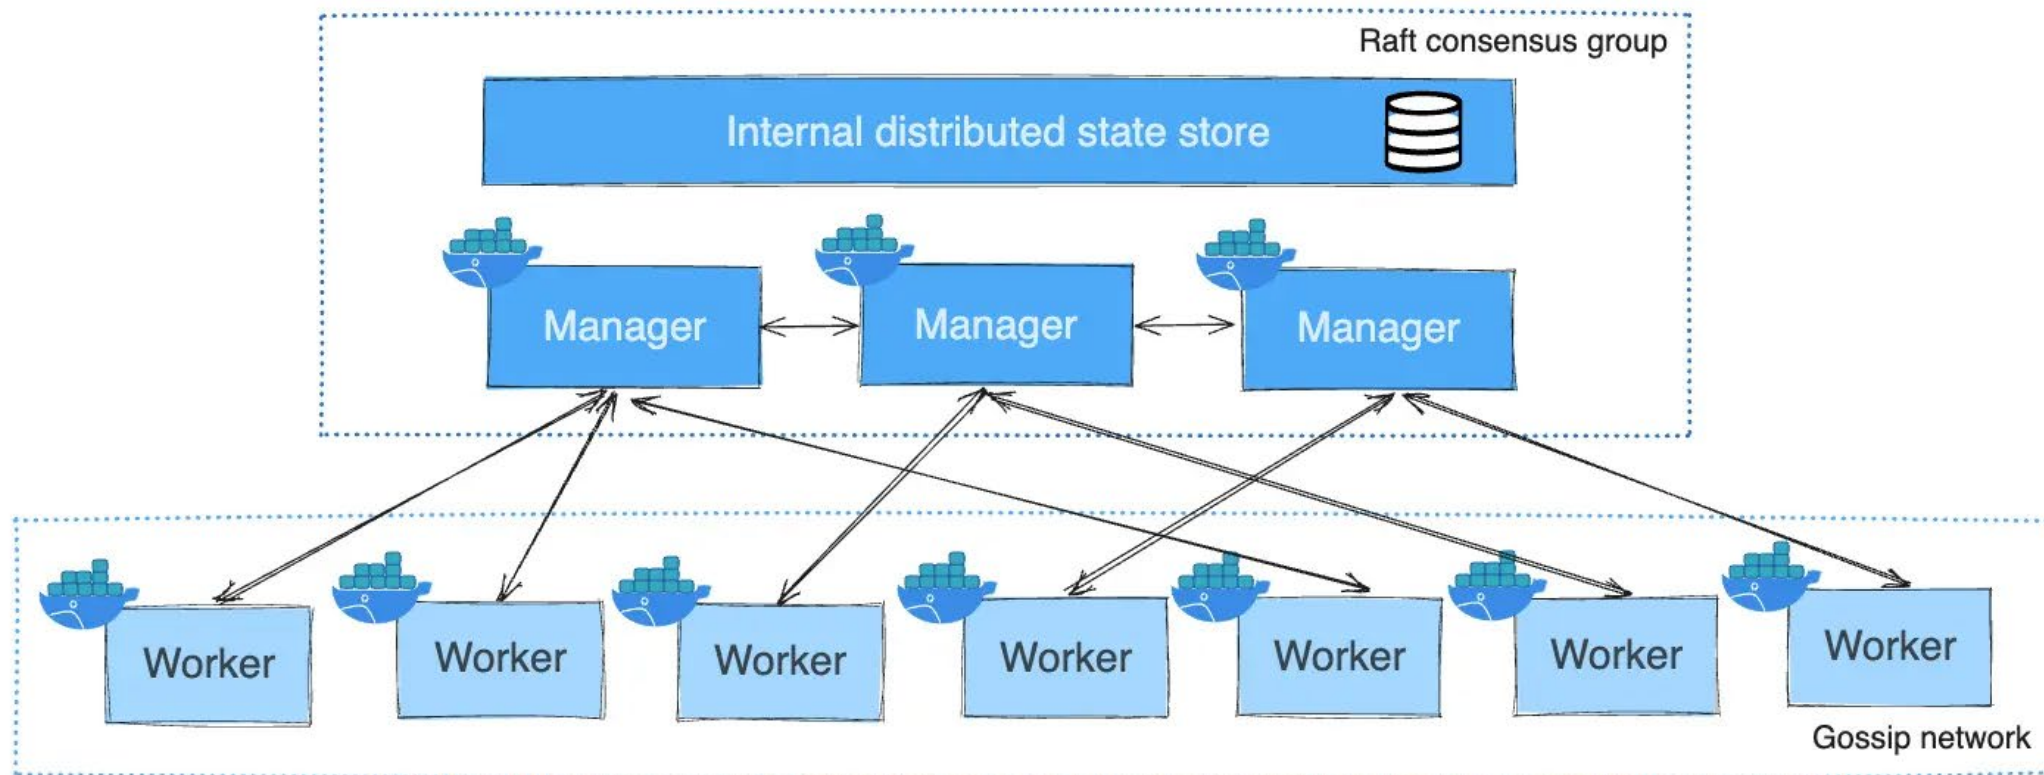 Raft consensus group
Internal distributed state store
Manager
Manager
Manager
Worker
Worker
Worker
Worker
Worker
Worker
Worker
Gossip network